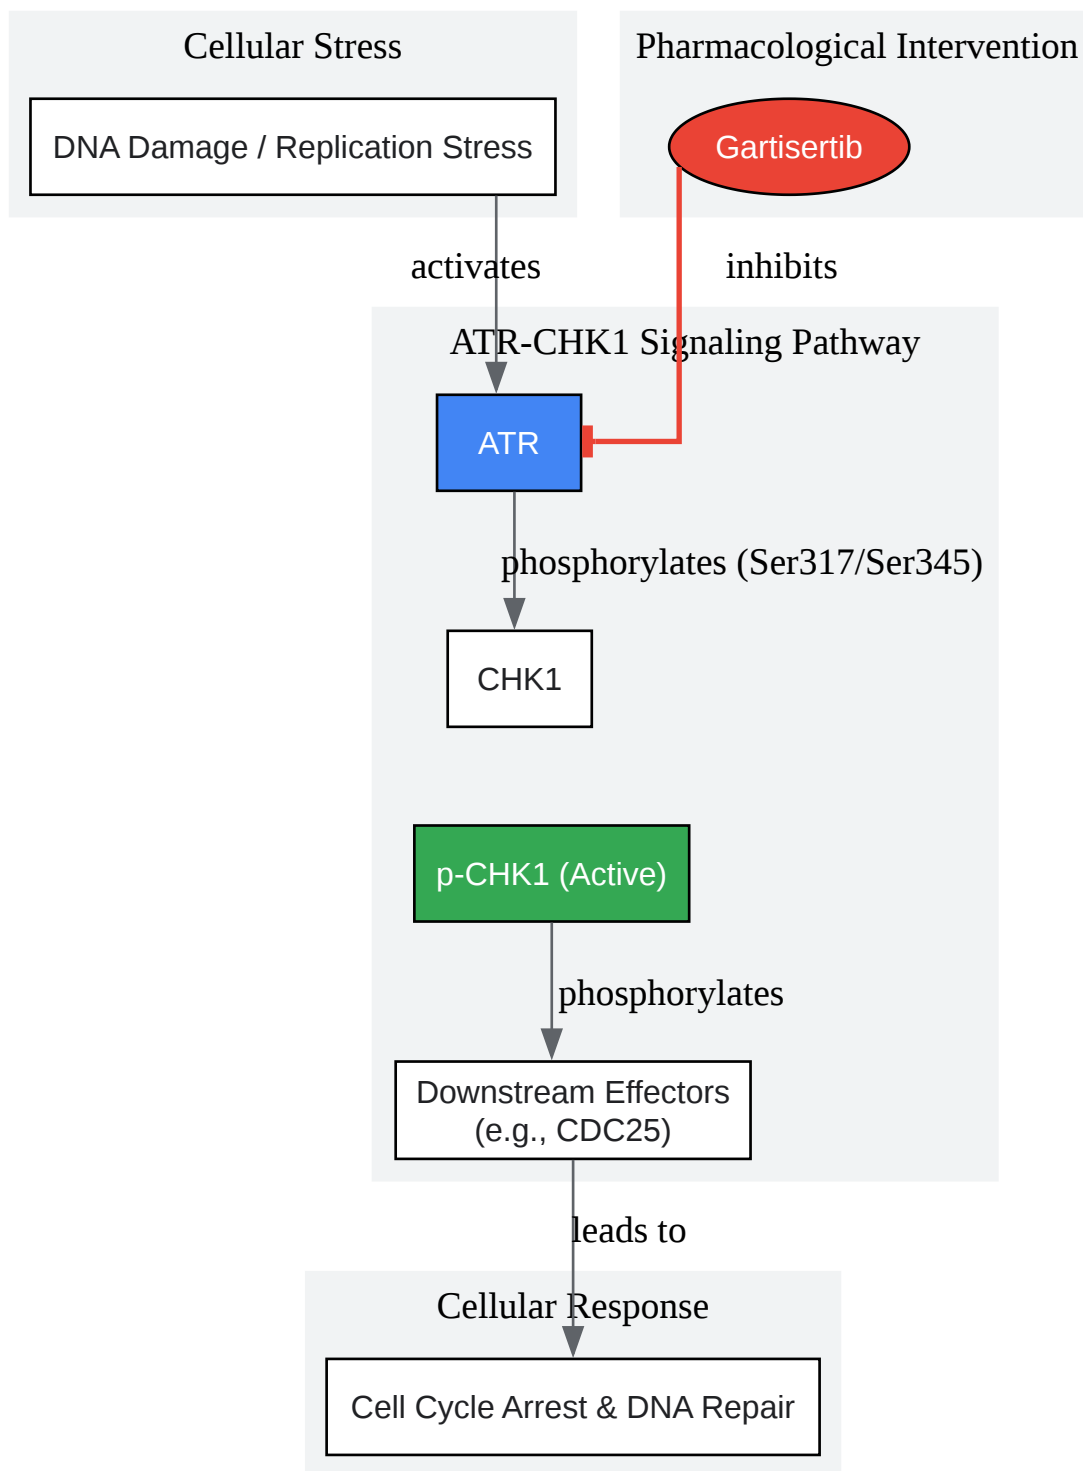 Cellular Stress
Pharmacological Intervention
DNA Damage / Replication Stress
Gartisertib
activates
inhibits
ATR-CHK1 Signaling Pathway
ATR
phosphorylates (Ser317/Ser345)
CHK1
p-CHK1 (Active)
phosphorylates
Downstream Effectors
(e.g., CDC25)
leads to
Cellular Response
Cell Cycle Arrest & DNA Repair